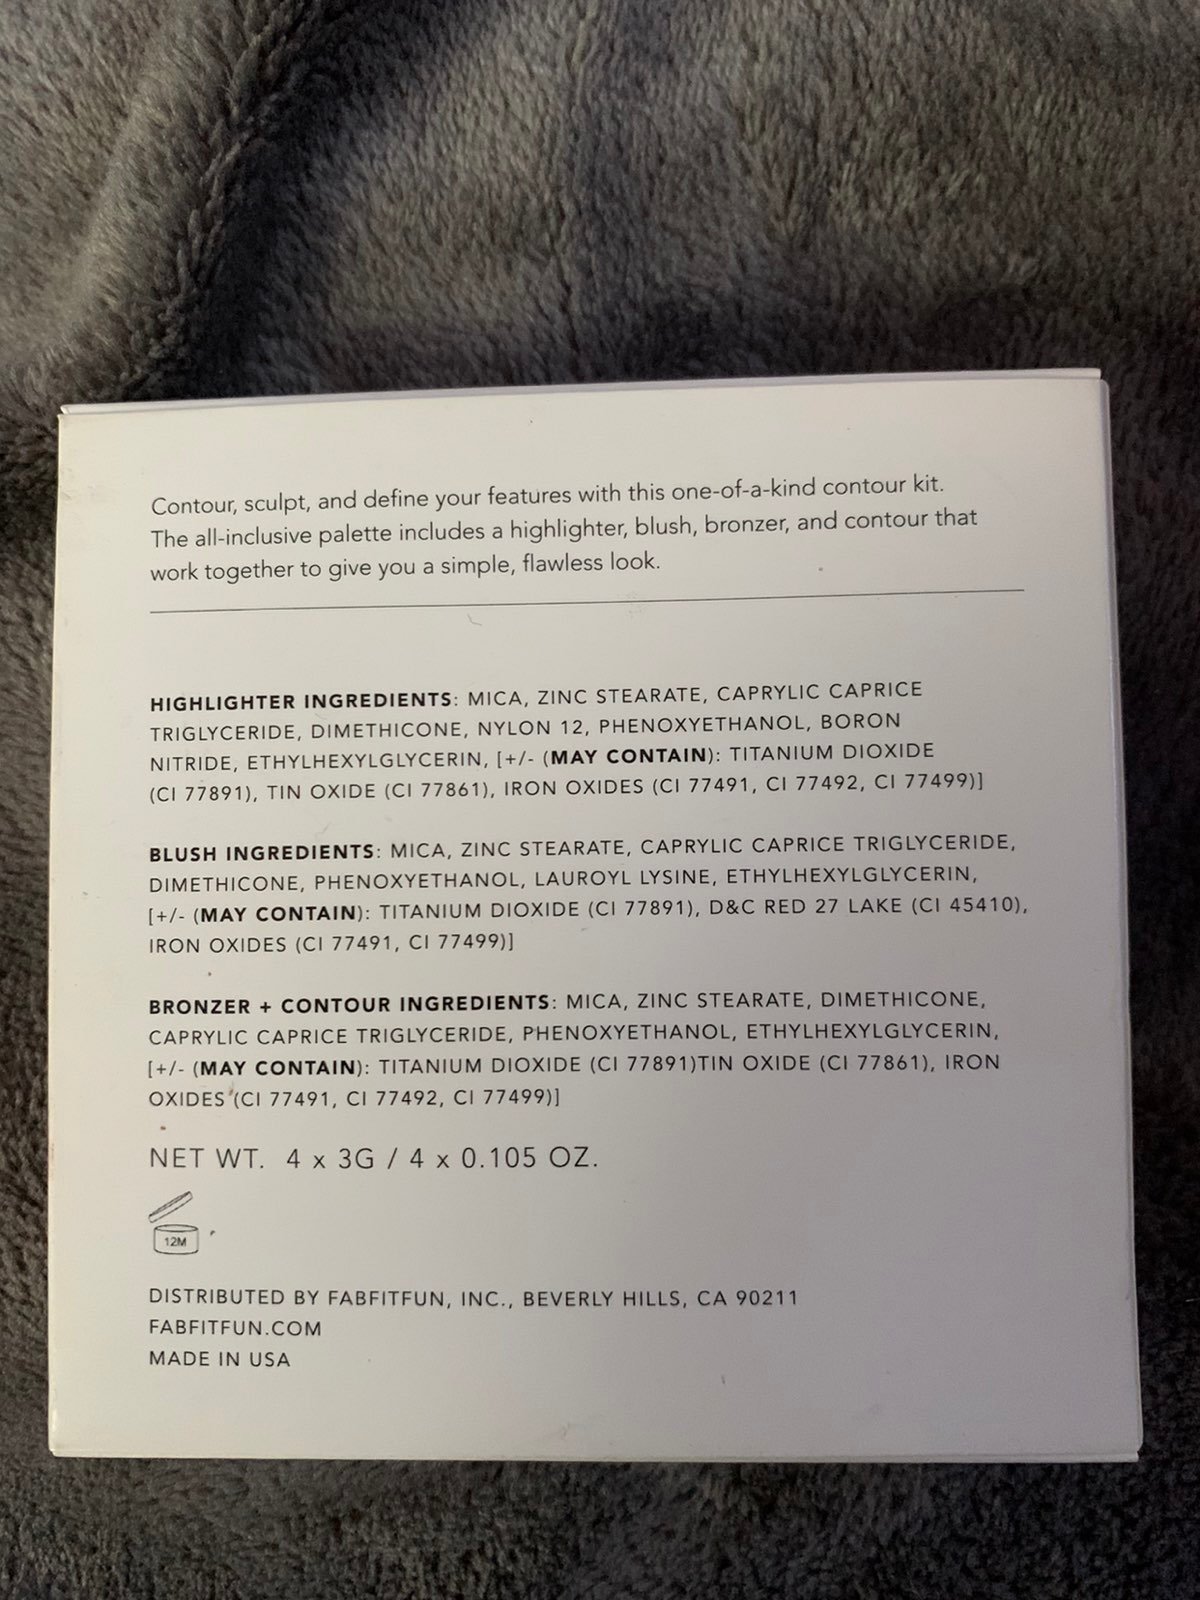 Contour, sculpt, and define your features with this one-of-a-kind contour kit.
The all-inclusive palette includes a highlighter, blush, bronzer, and contour that
work together to give you a simple, flawless look.
HIGHLIGHTER INGREDIENTS: MICA, ZINC STEARATE, CAPRYLIC CAPRICE
TRIGLYCERIDE, DIMETHICONE, NYLON 12, PHENOXYETHANOL, BORON
NITRIDE, ETHYLHEXYLGLYCERIN, [+/- (MAY CONTAIN): TITANIUM DIOXIDE
(CI 77891), TIN OXIDE (CI 77861), IRON OXIDES (CI 77491, CI 77492, CI 77499)]
BLUSH INGREDIENTS: MICA, ZINC STEARATE, CAPRYLIC CAPRICE TRIGLYCERIDE,
DIMETHICONE, PHENOXYETHANOL, LAUROYL LYSINE, ETHYLHEXYLGLYCERIN,
[+/- (MAY CONTAIN): TITANIUM DIOXIDE (CI 77891), D&C RED 27 LAKE (CI 45410),
IRON OXIDES (CI 77491, CI 77499)]
BRONZER + CONTOUR INGREDIENTS: MICA, ZINC STEARATE, DIMETHICONE,
CAPRYLIC CAPRICE TRIGLYCERIDE, PHENOXYETHANOL, ETHYLHEXYLGLYCERIN,
[+/- (MAY CONTAIN): TITANIUM DIOXIDE (CI 77891)TIN OXIDE (CI 77861), IRON
OXIDES (CI 77491, CI 77492, CI 77499)]
NET WT. 4 x 3G / 4 x 0.105 OZ.
12M
DISTRIBUTED BY FABFITFUN, INC., BEVERLY HILLS, CA 90211
FABFITFUN.COM
MADE IN USA